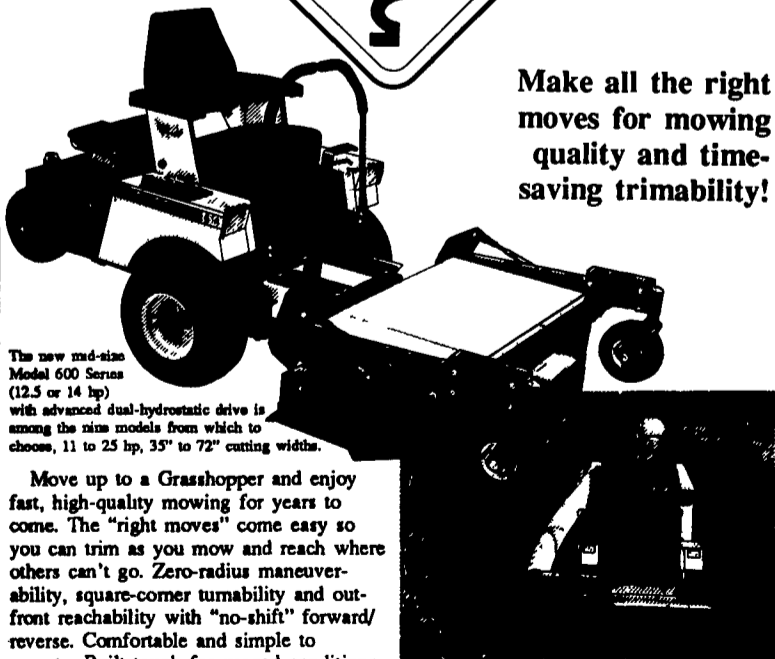 Make all the right
moves for mowing
quality and time-
saving trimability!
The new mid-size
Model 600 Series
(12.5 or 14 hp)
with advanced dual-hydrostatic drive is
among the nine models from which to
choose, 11 to 25 hp, 35" to 72" cutting widths.
Move up to a Grasshopper and enjoy
fast, high-quality mowing for years to
come. The "right moves" come easy so
you can trim as you mow and reach where
others can't go. Zero-radius maneuver-
ability, square-corner turnability and out-
front reachability with "no-shift" forward/
reverse. Comfortable and simple to